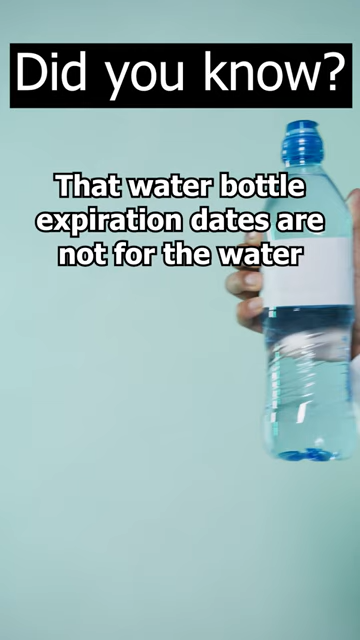 Did you know?
That water bottle
expiration dates are
not for the water